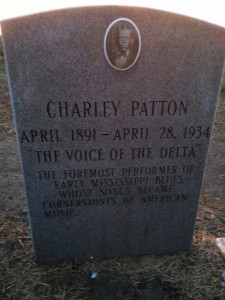 CHARLEY PATTON
APRIL 1891 – APRIL 28, 1934
"THE VOICE OF THE DELTA"
THE FOREMOST PERFORMER OF
EARLY MISSISSIPPI BLUES
WHOSE SONGS BECAME
CORNERSTONES OF AMERICAN
MUSIC